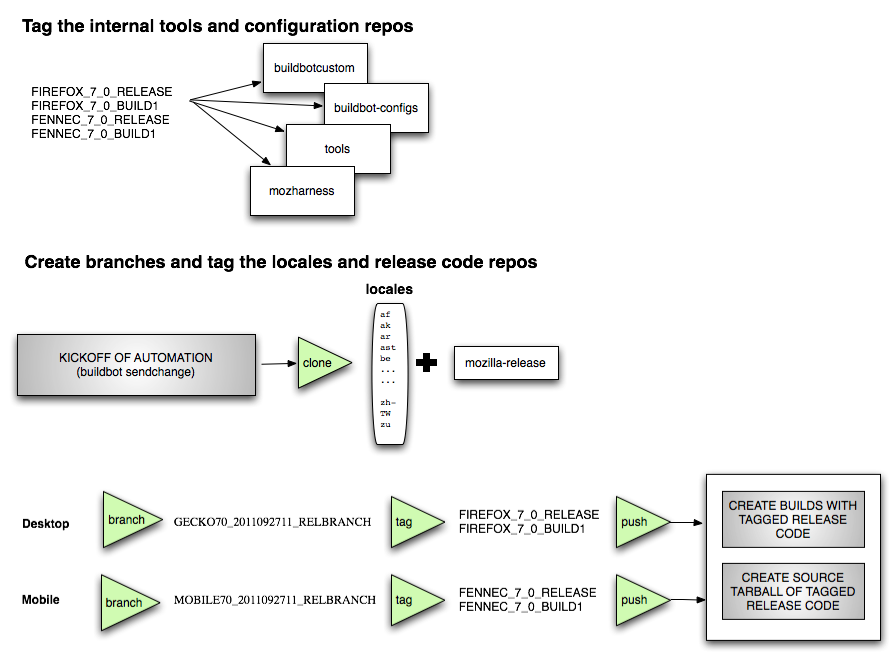 Tag the internal tools and configuration repos
FIREFOX_7_0_RELEASE
FIREFOX_7_0_BUILD1
FENNEC_7_0_RELEASE
FENNEC_7_0_BUILD1
buildbotcustom
buildbot-configs
tools
mozharness
Create branches and tag the locales and release code repos
KICKOFF OF AUTOMATION
(buildbot sendchange)
clone
locales
af
ak
ar
ast
be
...
...
zh-
TW
zu
mozilla-release
Desktop
branch
GECKO70_2011092711_RELBRANCH
tag
FIREFOX_7_0_RELEASE
FIREFOX_7_0_BUILD1
push
CREATE BUILDS WITH
TAGGED RELEASE
CODE
Mobile
branch
MOBILE70_2011092711_RELBRANCH
tag
FENNEC_7_0_RELEASE
FENNEC_7_0_BUILD1
push
CREATE SOURCE
TARBALL OF TAGGED
RELEASE CODE